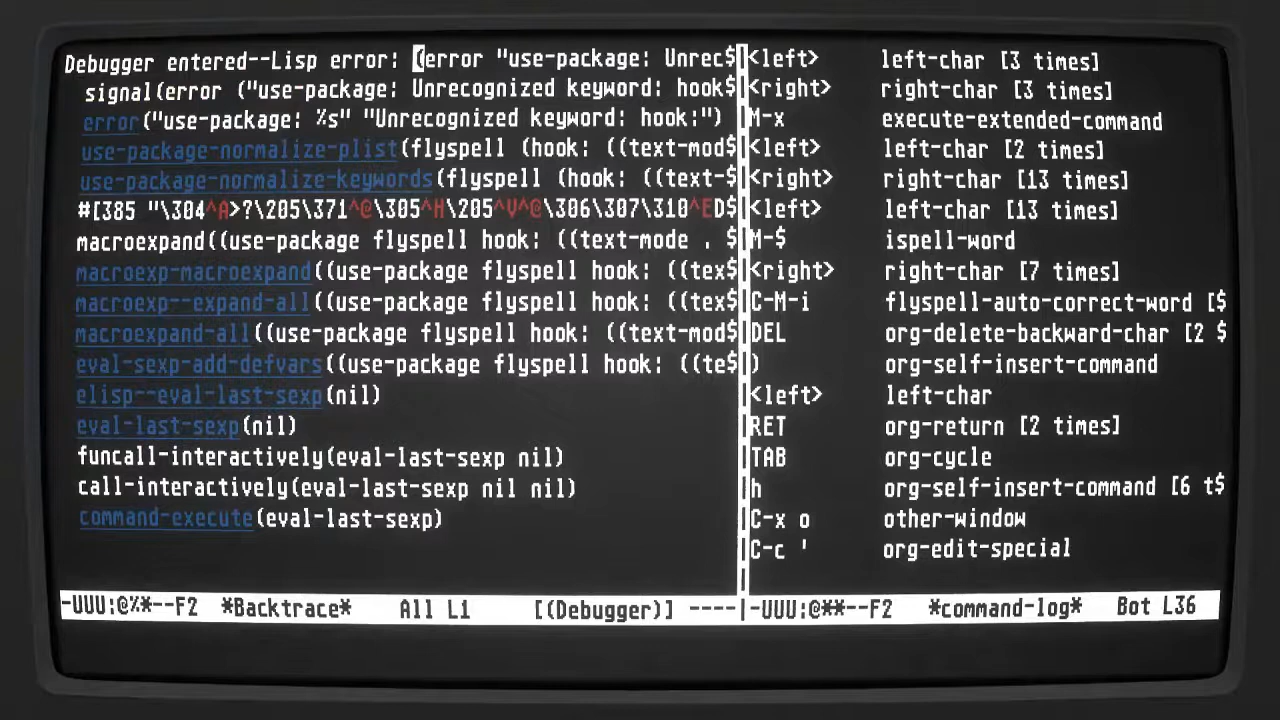 Debugger entered--Lisp error: (error "use-package: Unrec$
signal(error ("use-package: Unrecognized keyword: hook$
error("use-package: %s" "Unrecognized keyword: hook:")
use-package-normalize-plist(flyspell (hook: ((text-mod$
use-package-normalize-keywords(flyspell (hook: ((text-$
#[385 "\304^A>?\205\371^@\305^H\205^V^@\306\307\310^ED$
macroexpand((use-package flyspell hook: ((text-mode . $
macroexp-macroexpand((use-package flyspell hook: ((tex$
macroexp--expand-all((use-package flyspell hook: ((tex$
macroexpand-all((use-package flyspell hook: ((text-mod$
eval-sexp-add-defvars((use-package flyspell hook: ((te$
elisp--eval-last-sexp(nil)
eval-last-sexp(nil)
funcall-interactively(eval-last-sexp nil)
call-interactively(eval-last-sexp nil nil)
command-execute(eval-last-sexp)
-UUU:@%*--F2 *Backtrace* All L1 [(Debugger)] ----
<left> left-char [3 times]
<right> right-char [3 times]
M-x execute-extended-command
<left> left-char [2 times]
<right> right-char [13 times]
<left> left-char [13 times]
M-$ ispell-word
<right> right-char [7 times]
C-M-i flyspell-auto-correct-word [$
DEL org-delete-backward-char [2 $
) org-self-insert-command
<left> left-char
RET org-return [2 times]
TAB org-cycle
h org-self-insert-command [6 t$
C-x o other-window
C-c ' org-edit-special
-UUU:@**--F2 *command-log* Bot L36